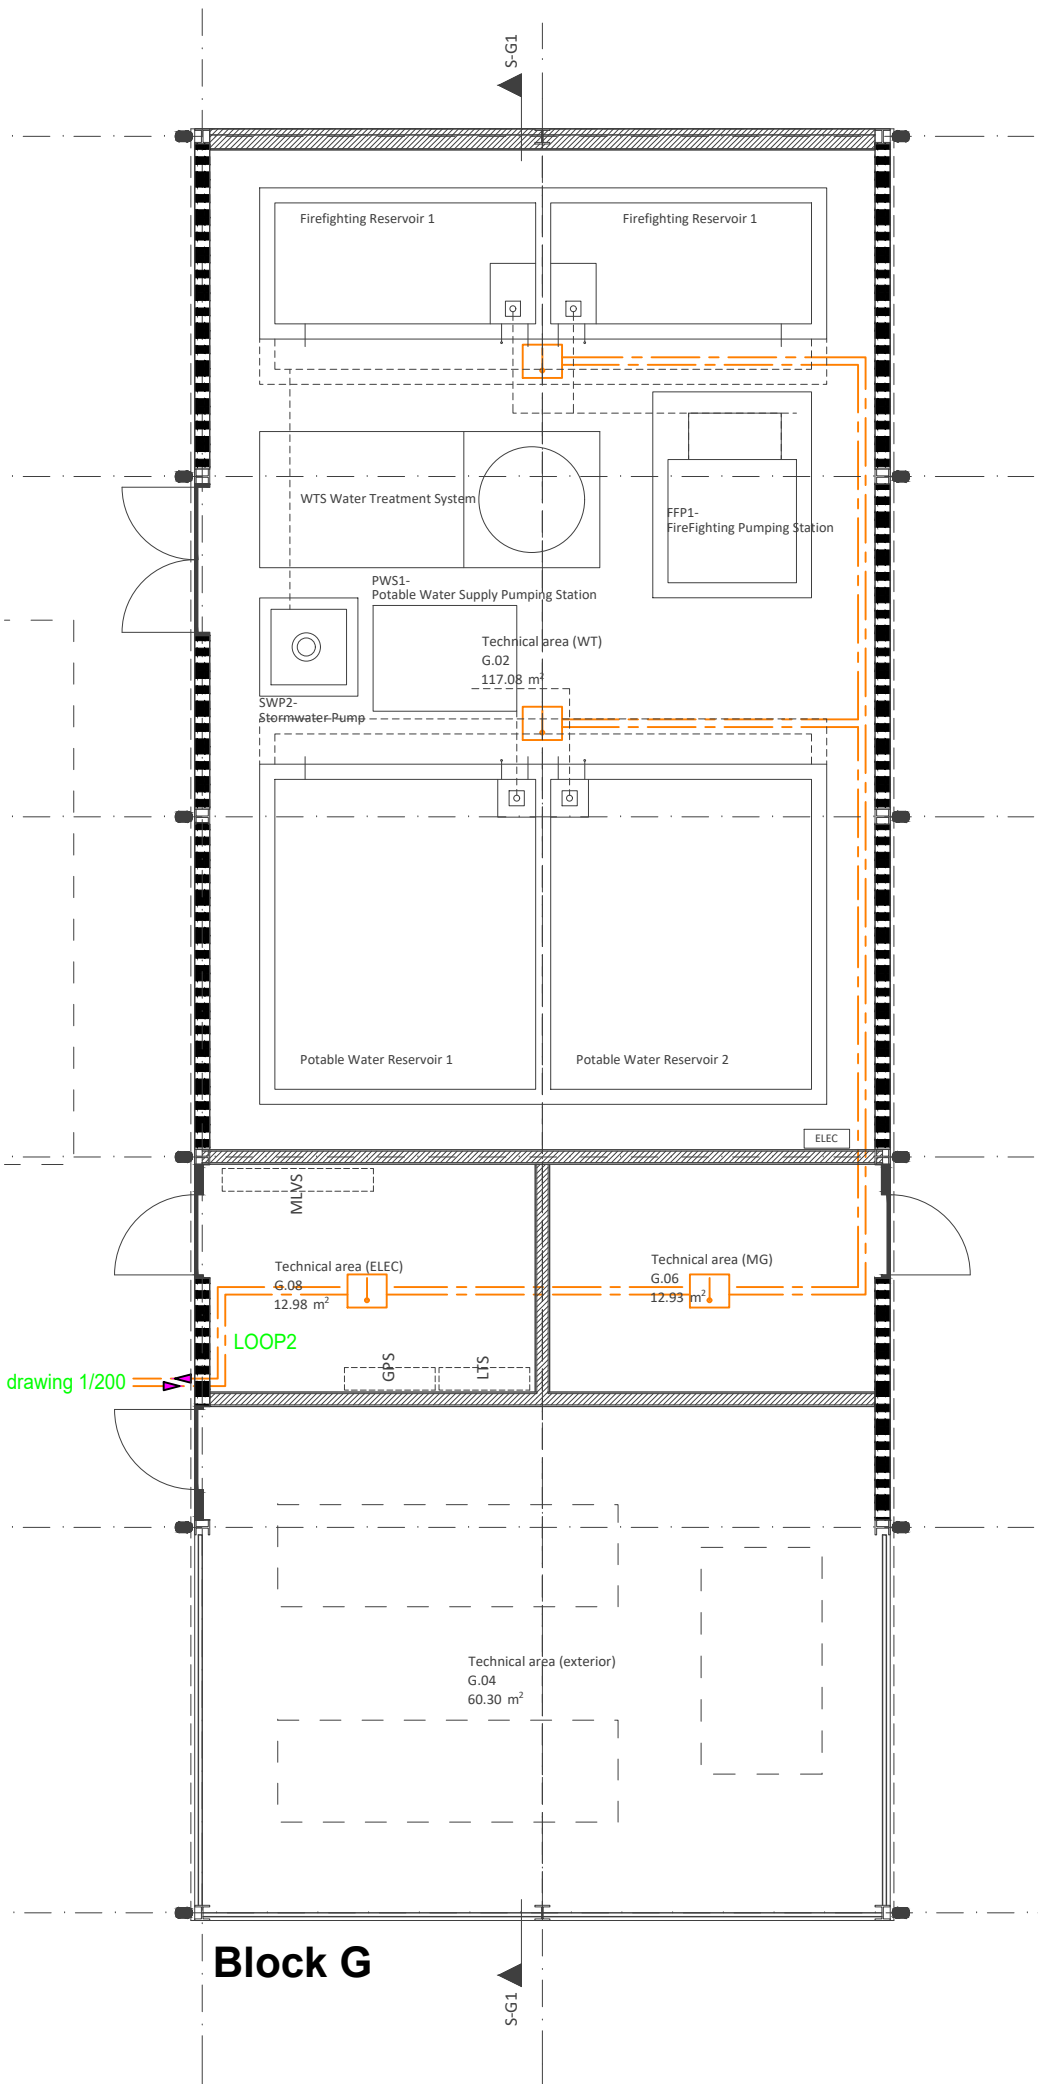 S-G1
Firefighting Reservoir 1
Firefighting Reservoir 1
WTS Water Treatment System
FFP1-
FireFighting Pumping Station
PWS1-
Potable Water Supply Pumping Station
Technical area (WT)
G.02
117.08 m²
SWP2-
Stormwater Pump
Potable Water Reservoir 1
Potable Water Reservoir 2
ELEC
MLVS
Technical area (ELEC)
G.08
12.98 m²
Technical area (MG)
G.06
12.93 m²
LOOP2
drawing 1/200
GPS
LTS
Technical area (exterior)
G.04
60.30 m²
Block G
S-G1